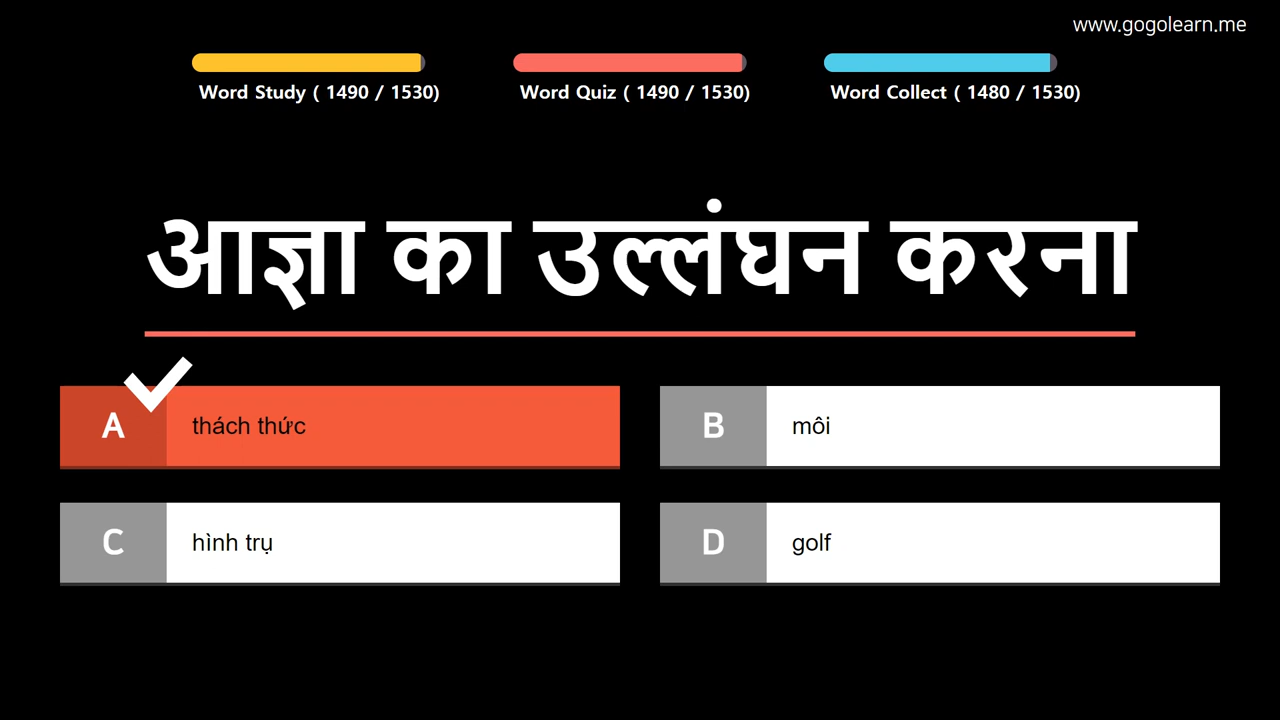 www.gogolearn.me
Word Study ( 1490 / 1530)
Word Quiz ( 1490 / 1530)
Word Collect ( 1480 / 1530)
आज्ञा का उल्लंघन करना
A thách thức
B môi
C hình trụ
D golf